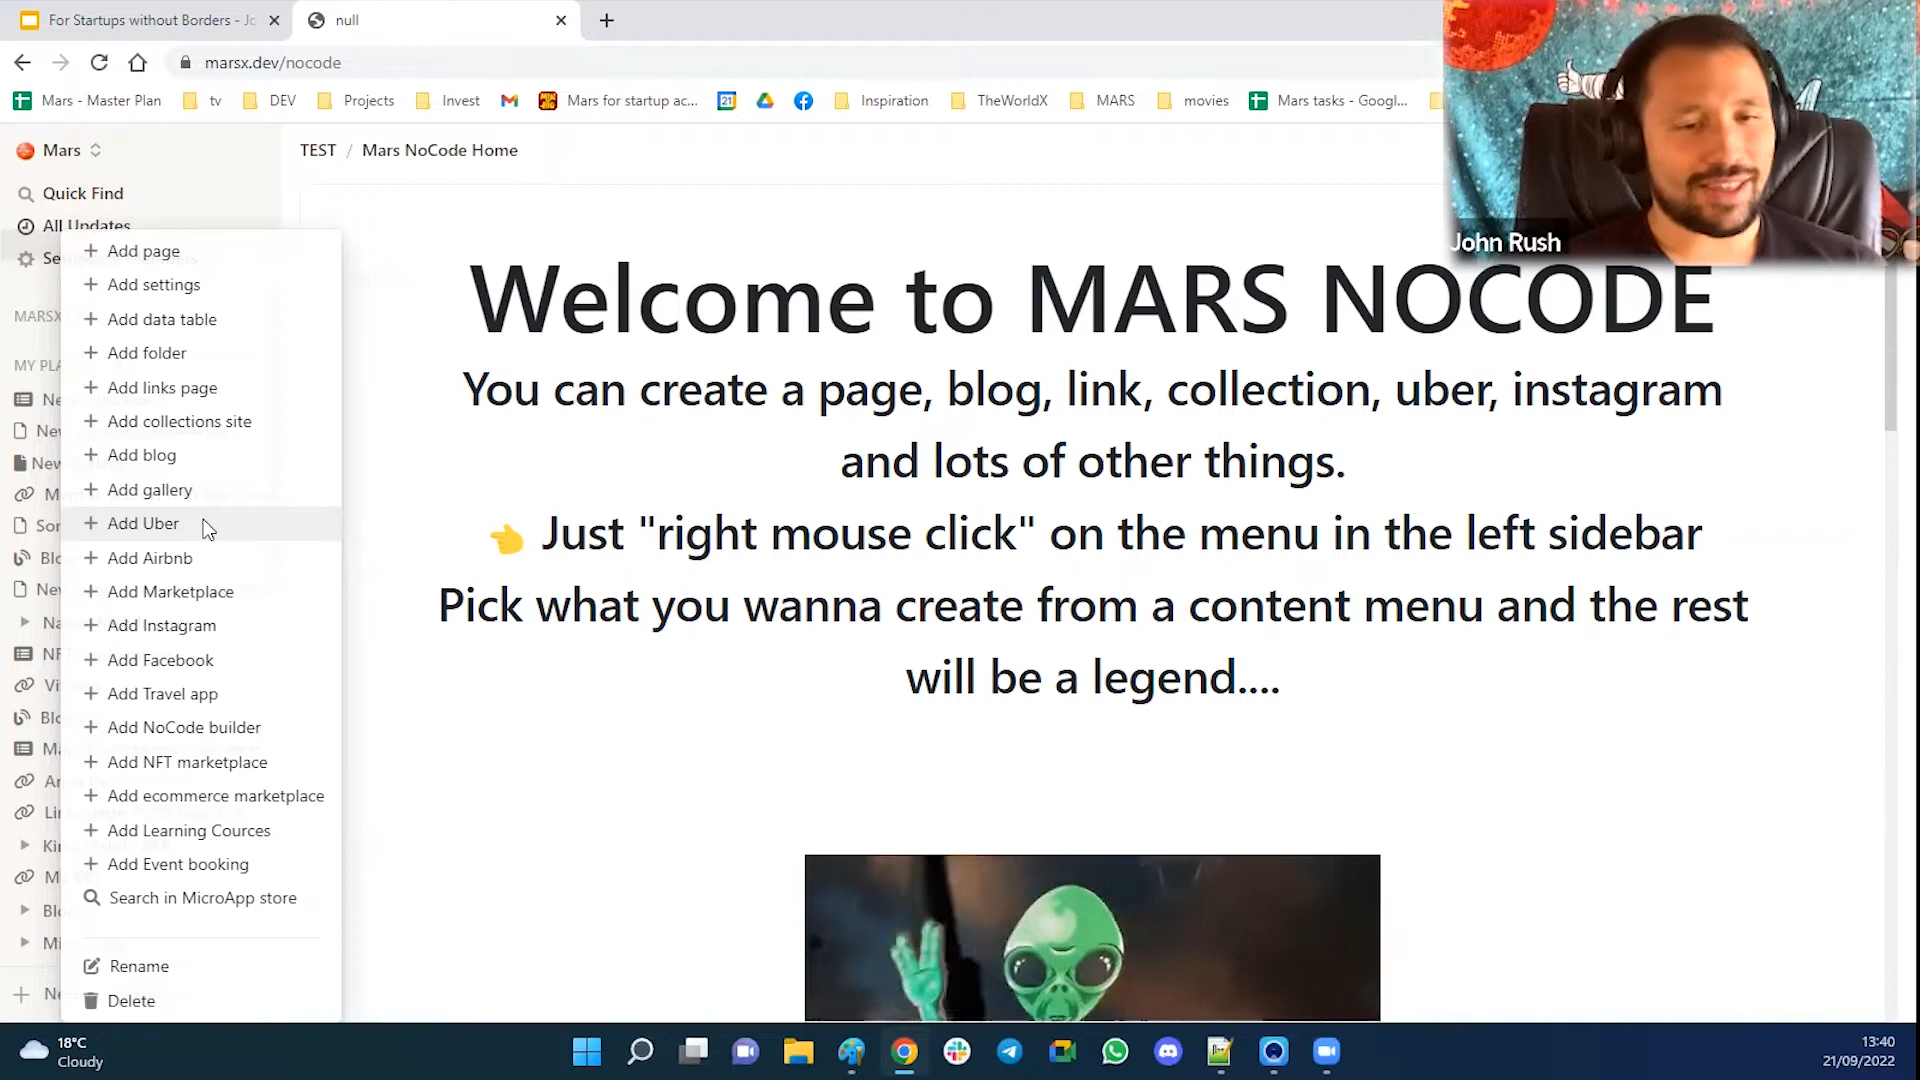 For Startups without Borders - Jo
null
marsx.dev/nocode
Mars - Master Plan
tv
DEV
Projects
Invest
Mars for startup ac...
21
Inspiration
TheWorldX
MARS
movies
Mars tasks - Googl...
John Rush
Mars
TEST / Mars NoCode Home
Quick Find
All Updates
Se
MARSX
MY PL
Add page
Add settings
Add data table
Add folder
Add links page
Add collections site
Add blog
Add gallery
Add Uber
Add Airbnb
Add Marketplace
Add Instagram
Add Facebook
Add Travel app
Add NoCode builder
Add NFT marketplace
Add ecommerce marketplace
Add Learning Cources
Add Event booking
Search in MicroApp store
Rename
Delete
Welcome to MARS NOCODE
You can create a page, blog, link, collection, uber, instagram
and lots of other things.
👈 Just "right mouse click" on the menu in the left sidebar
Pick what you wanna create from a content menu and the rest
will be a legend....
18°C
Cloudy
13:40
21/09/2022